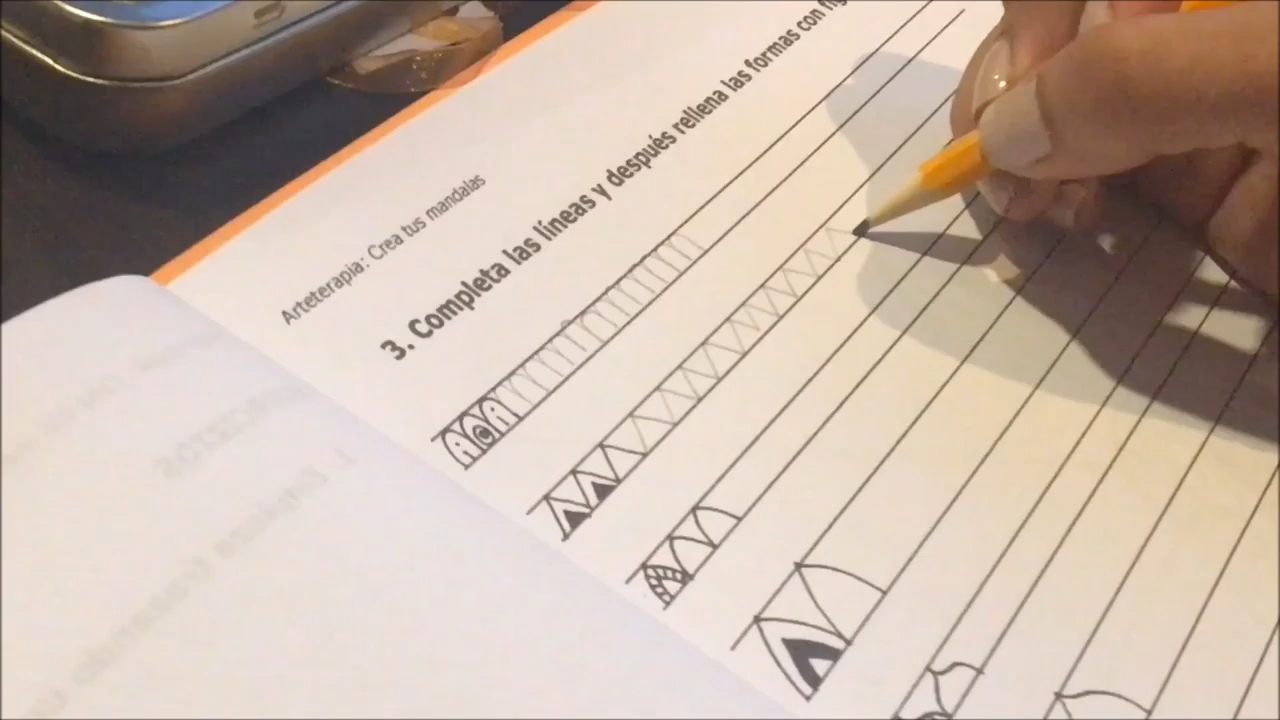 Arteterapia: Crea tus mandalas
3. Completa las líneas y después rellena las formas con